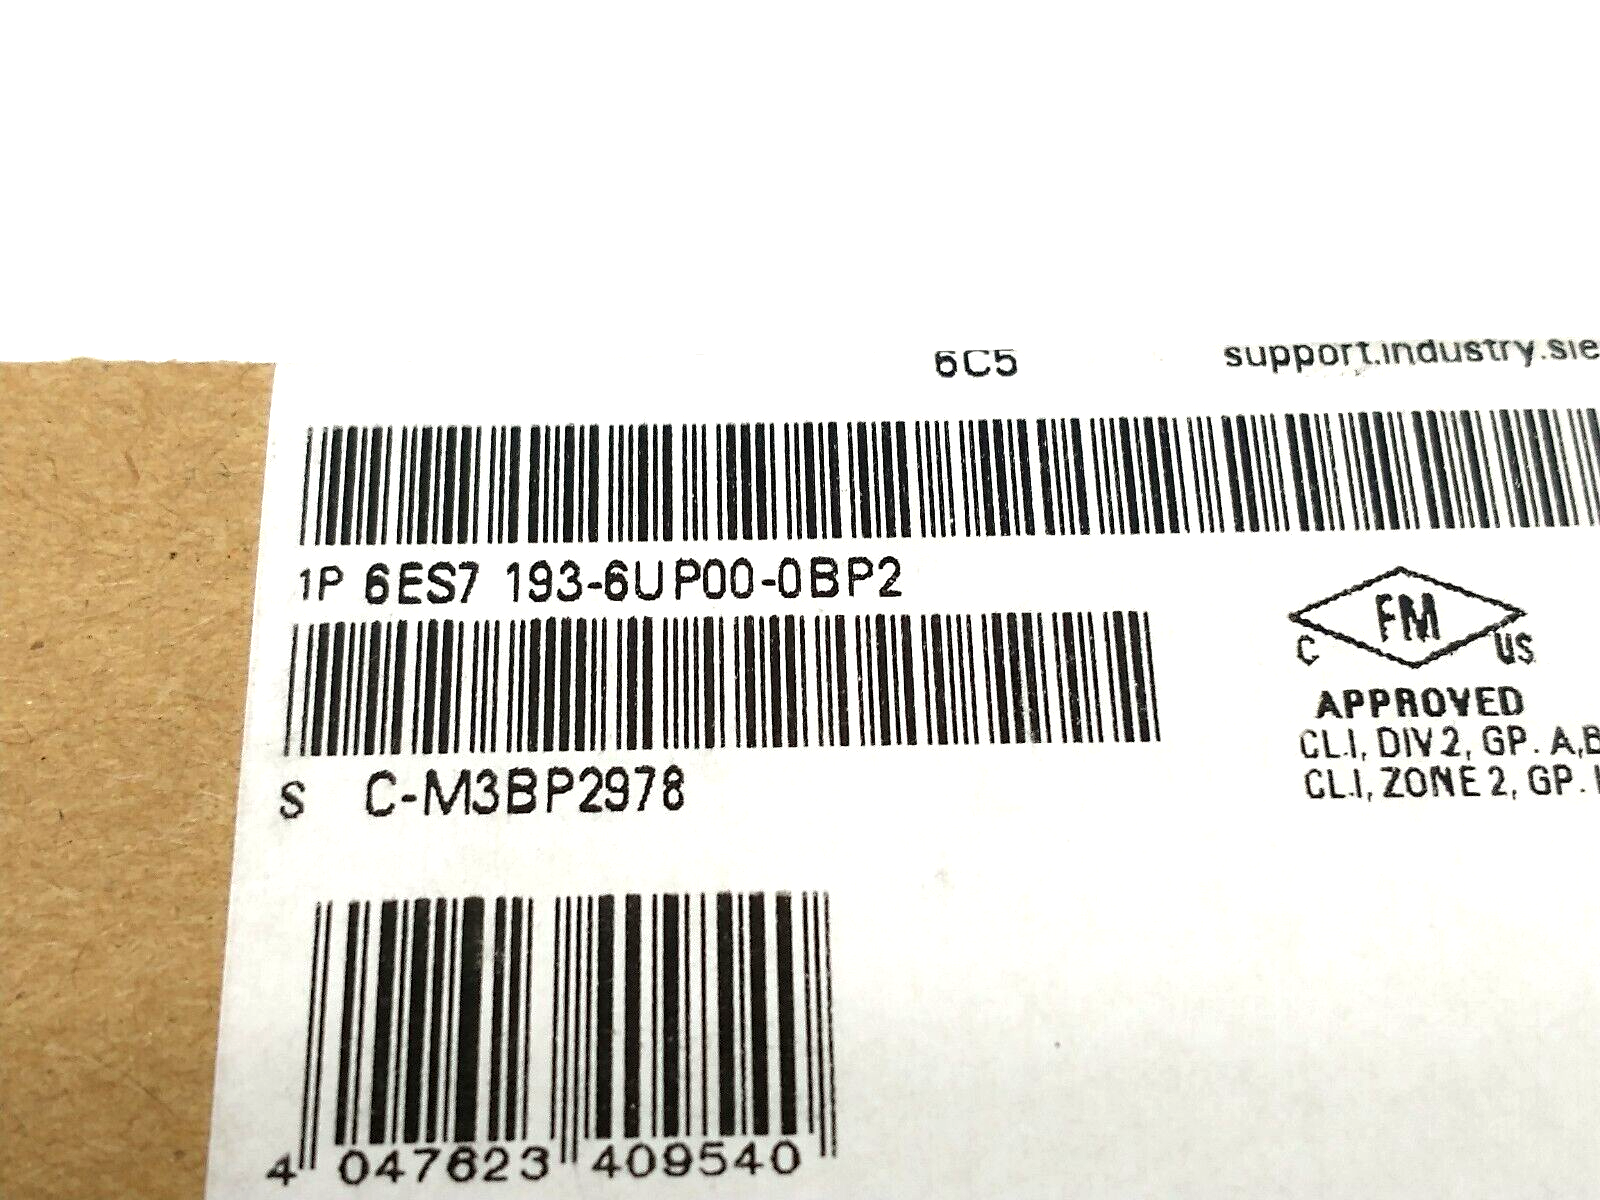 6C5
support.industry.sie
1P 6ES7 193-6UP00-0BP2
FM
C US
S C-M3BP2978
APPROVED
CL.I, DIV 2, GP. A,B
CL.I, ZONE 2, GP. I
4 047623 409540